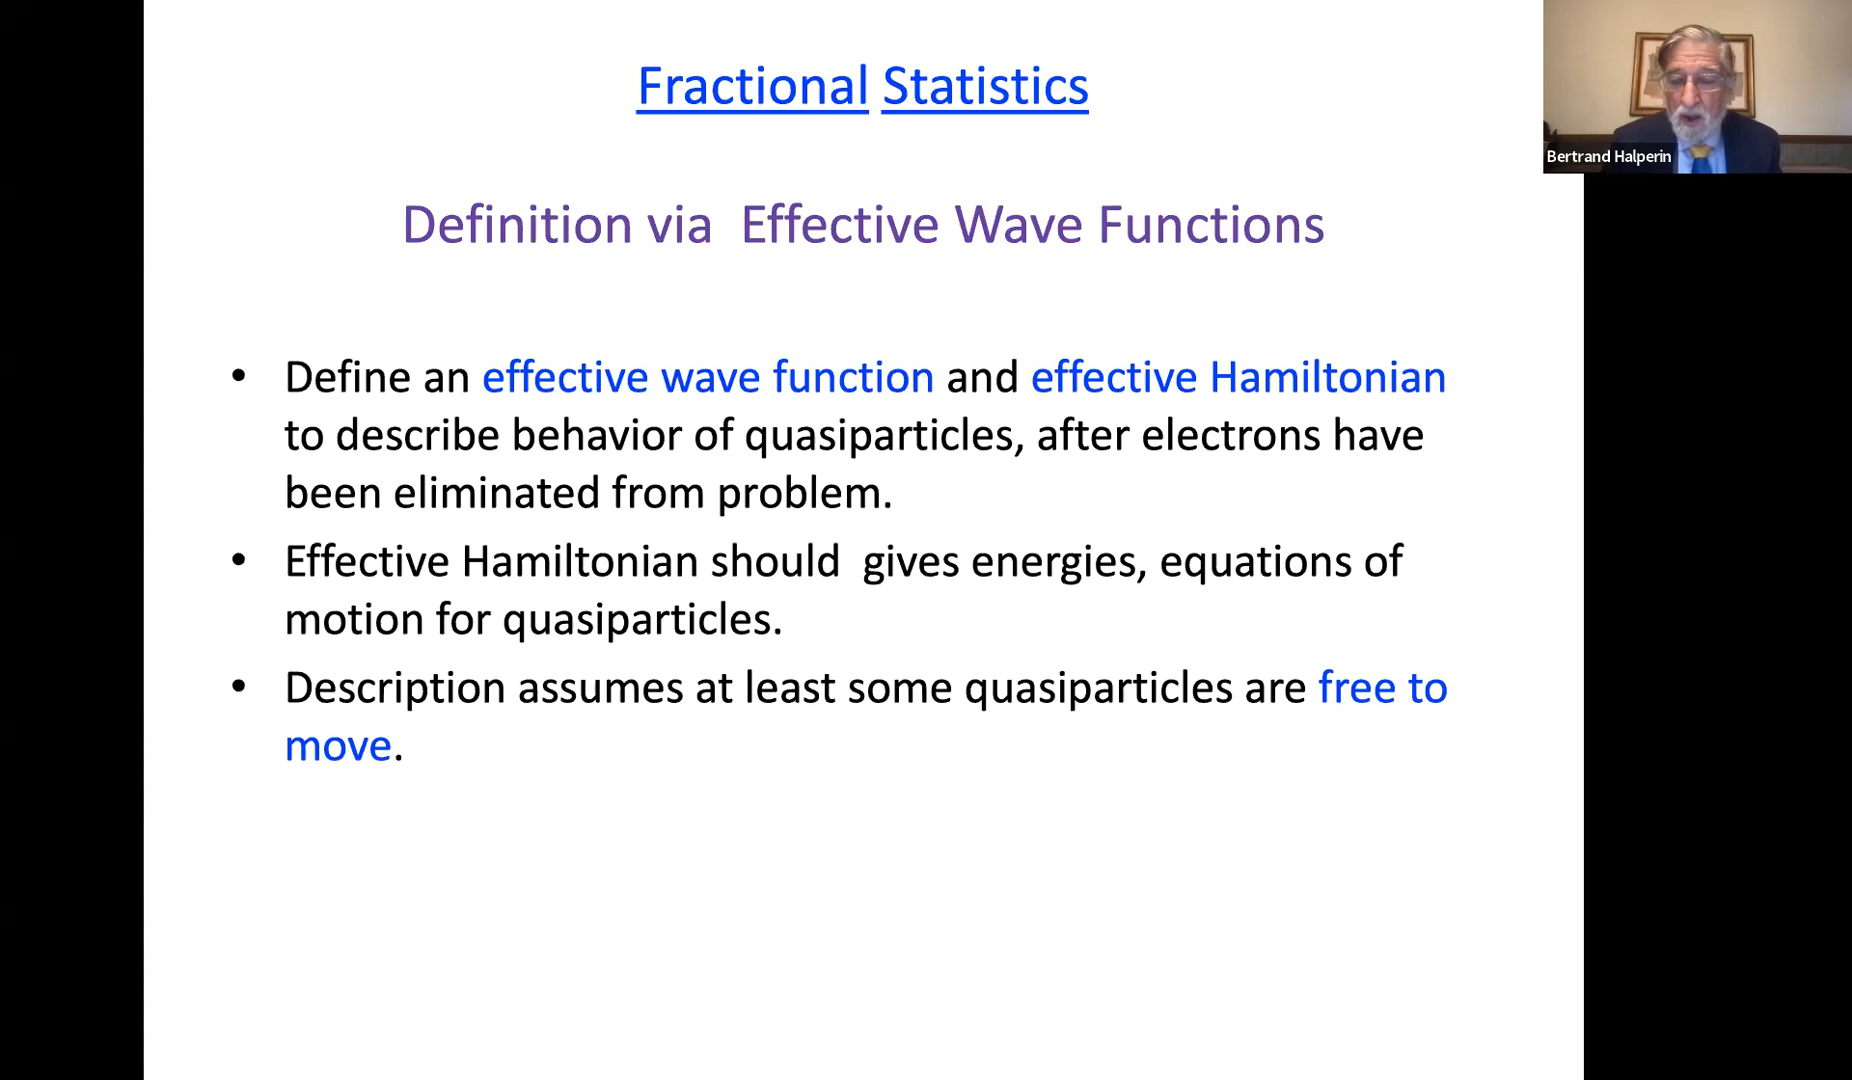 Fractional Statistics
Bertrand Halperin
Definition via Effective Wave Functions
• Define an effective wave function and effective Hamiltonian
to describe behavior of quasiparticles, after electrons have
been eliminated from problem.
• Effective Hamiltonian should gives energies, equations of
motion for quasiparticles.
• Description assumes at least some quasiparticles are free to
move.